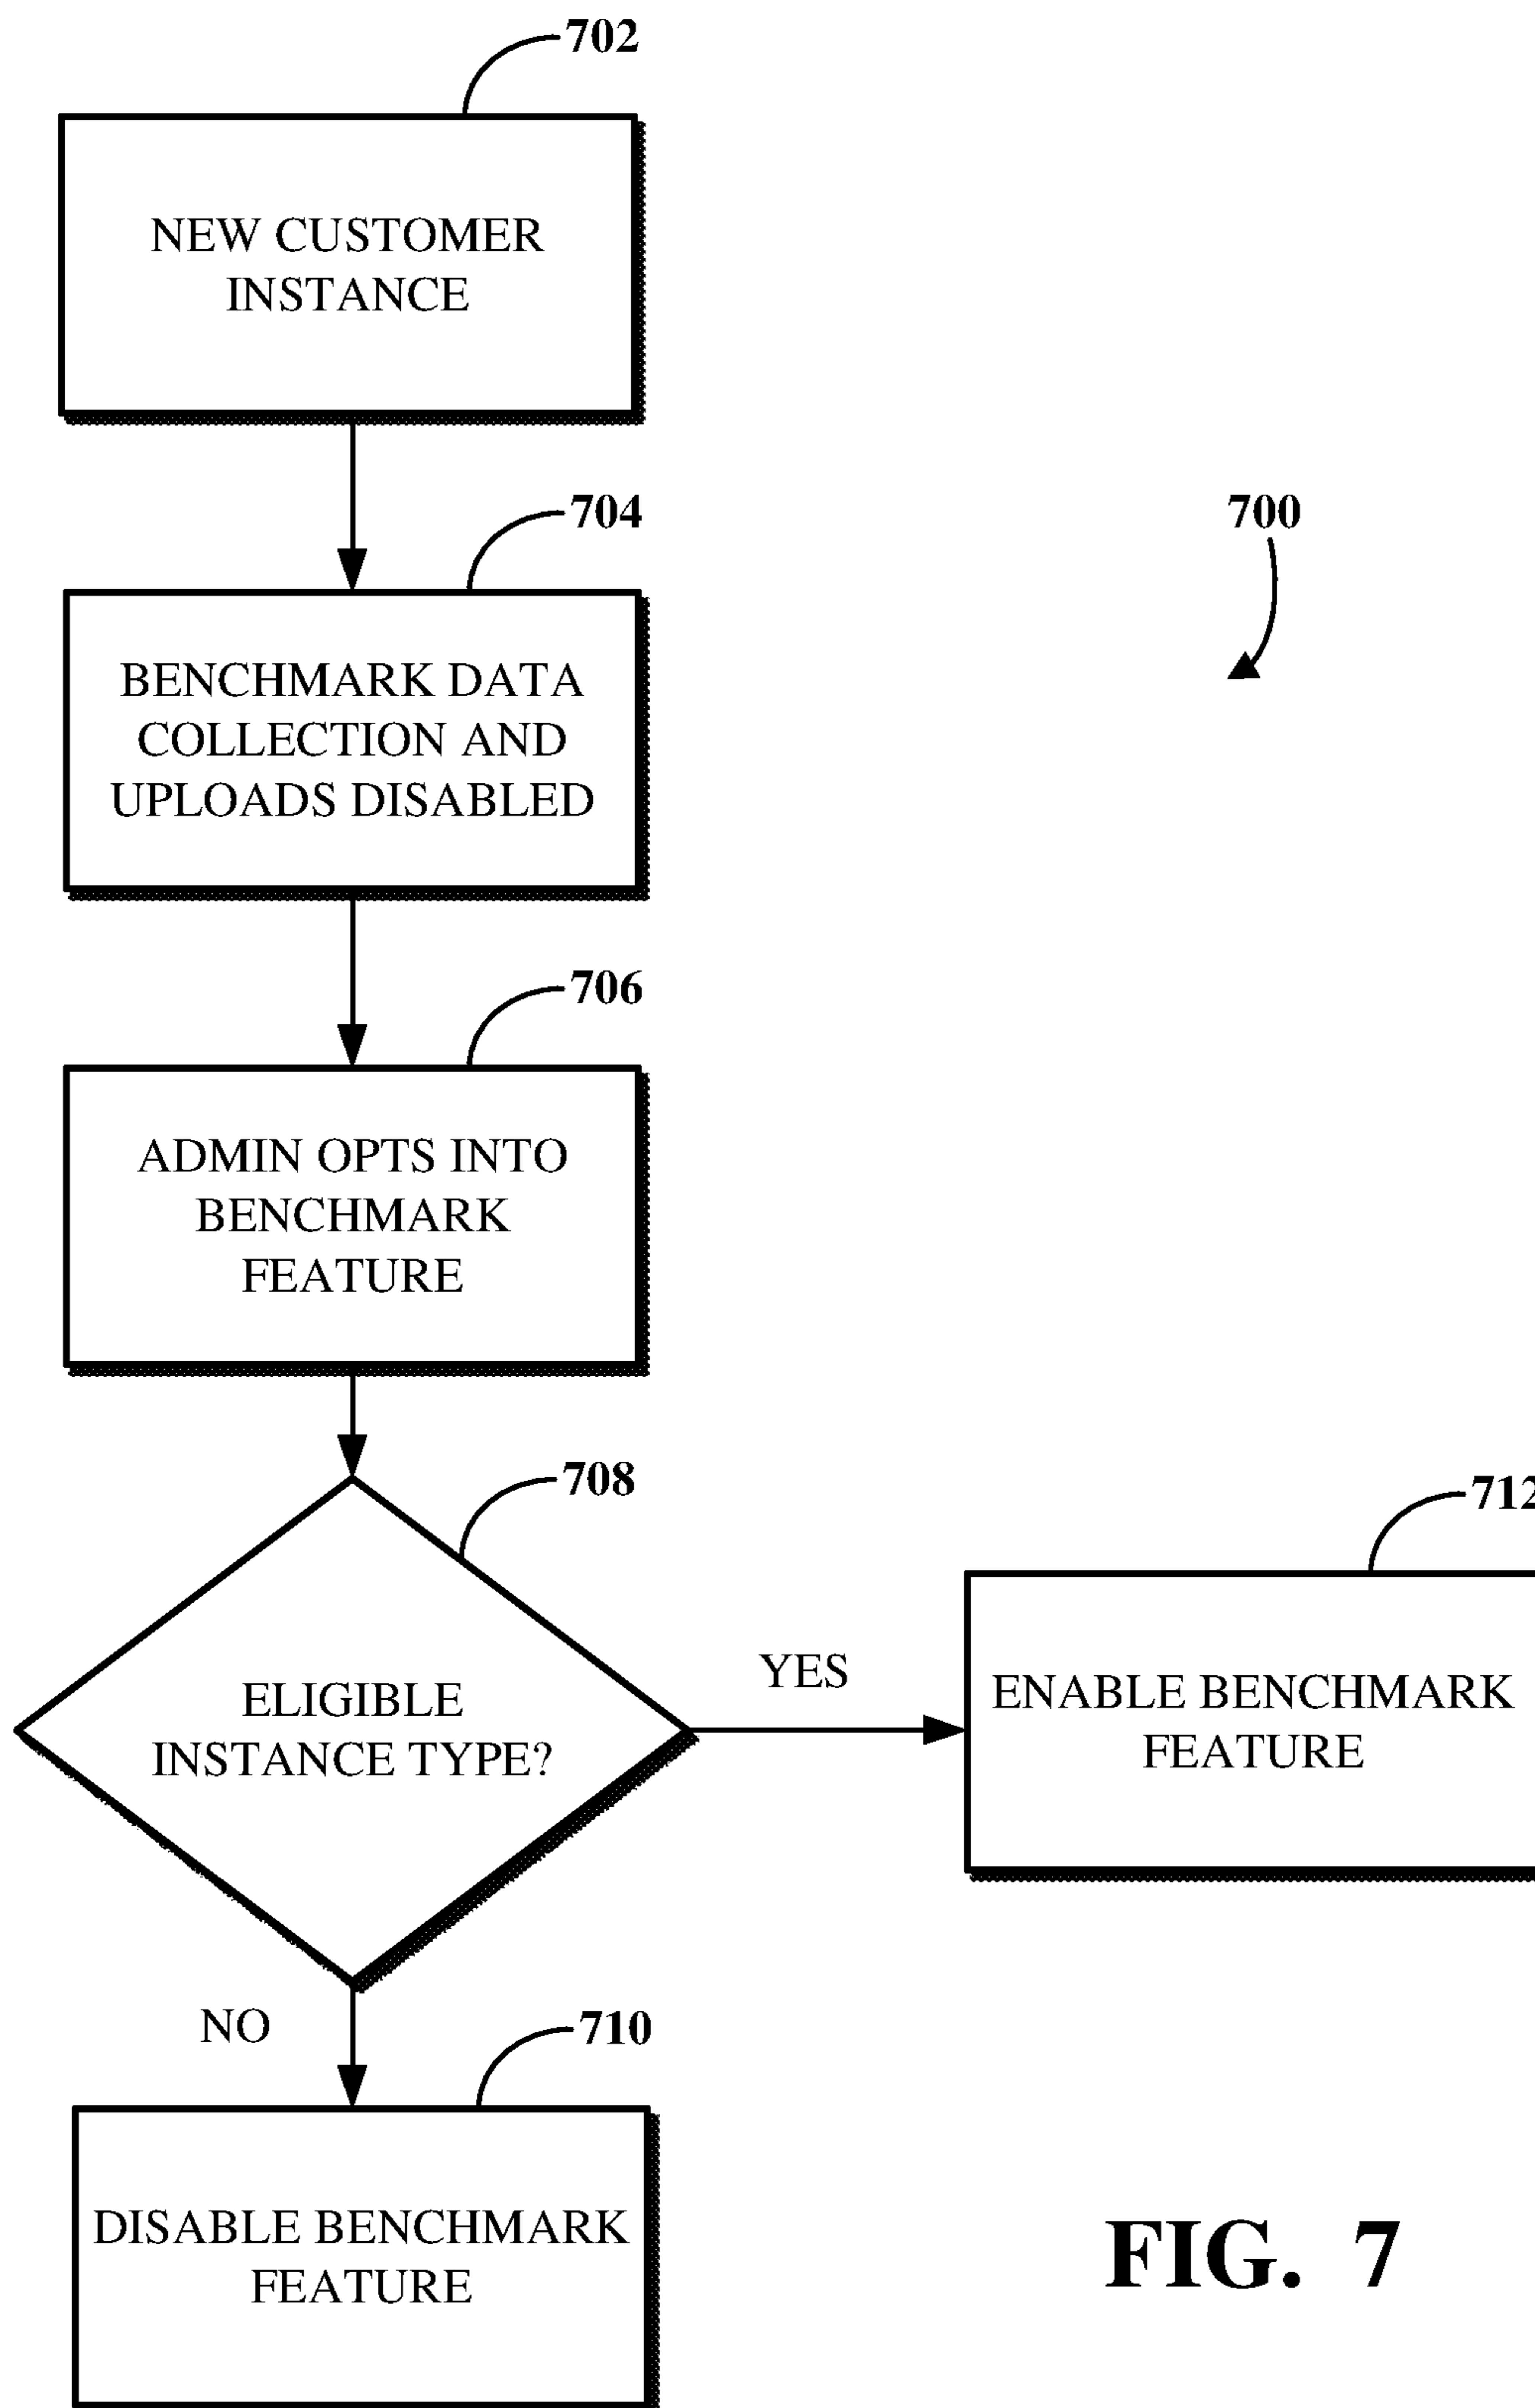 702
NEW CUSTOMER
INSTANCE
704
700
BENCHMARK DATA
COLLECTION AND
UPLOADS DISABLED
706
ADMIN OPTS INTO
BENCHMARK
FEATURE
708
ELIGIBLE
INSTANCE TYPE?
YES
712
ENABLE BENCHMARK
FEATURE
NO
710
DISABLE BENCHMARK
FEATURE
FIG. 7